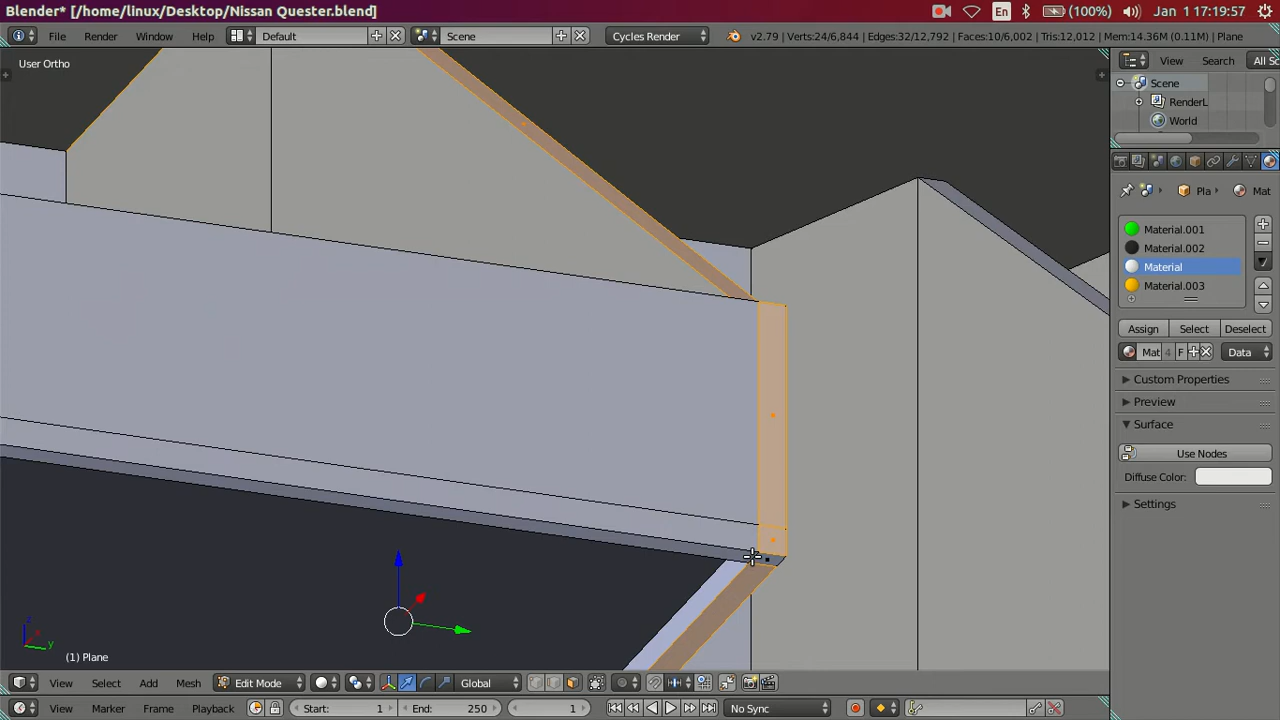 Blender* [/home/linux/Desktop/Nissan Quester.blend]
En
(100%)
Jan 1 17:19:57
File Render Window Help
Default
Scene
Cycles Render
v2.79 | Verts:24/6,844 | Edges:32/12,792 | Faces:10/6,002 | Tris:12,012 | Mem:14.36M (0.11M) | Plane
User Ortho
View Search All Sc
Scene
RenderL
World
Pla
Mat
Material.001
Material.002
Material
Material.003
Assign Select Deselect
Mat 4 F Data
Custom Properties
Preview
Surface
Use Nodes
Diffuse Color:
Settings
z
x
y
(1) Plane
View Select Add Mesh Edit Mode Global
View Marker Frame Playback Start: 1 End: 250 1 No Sync